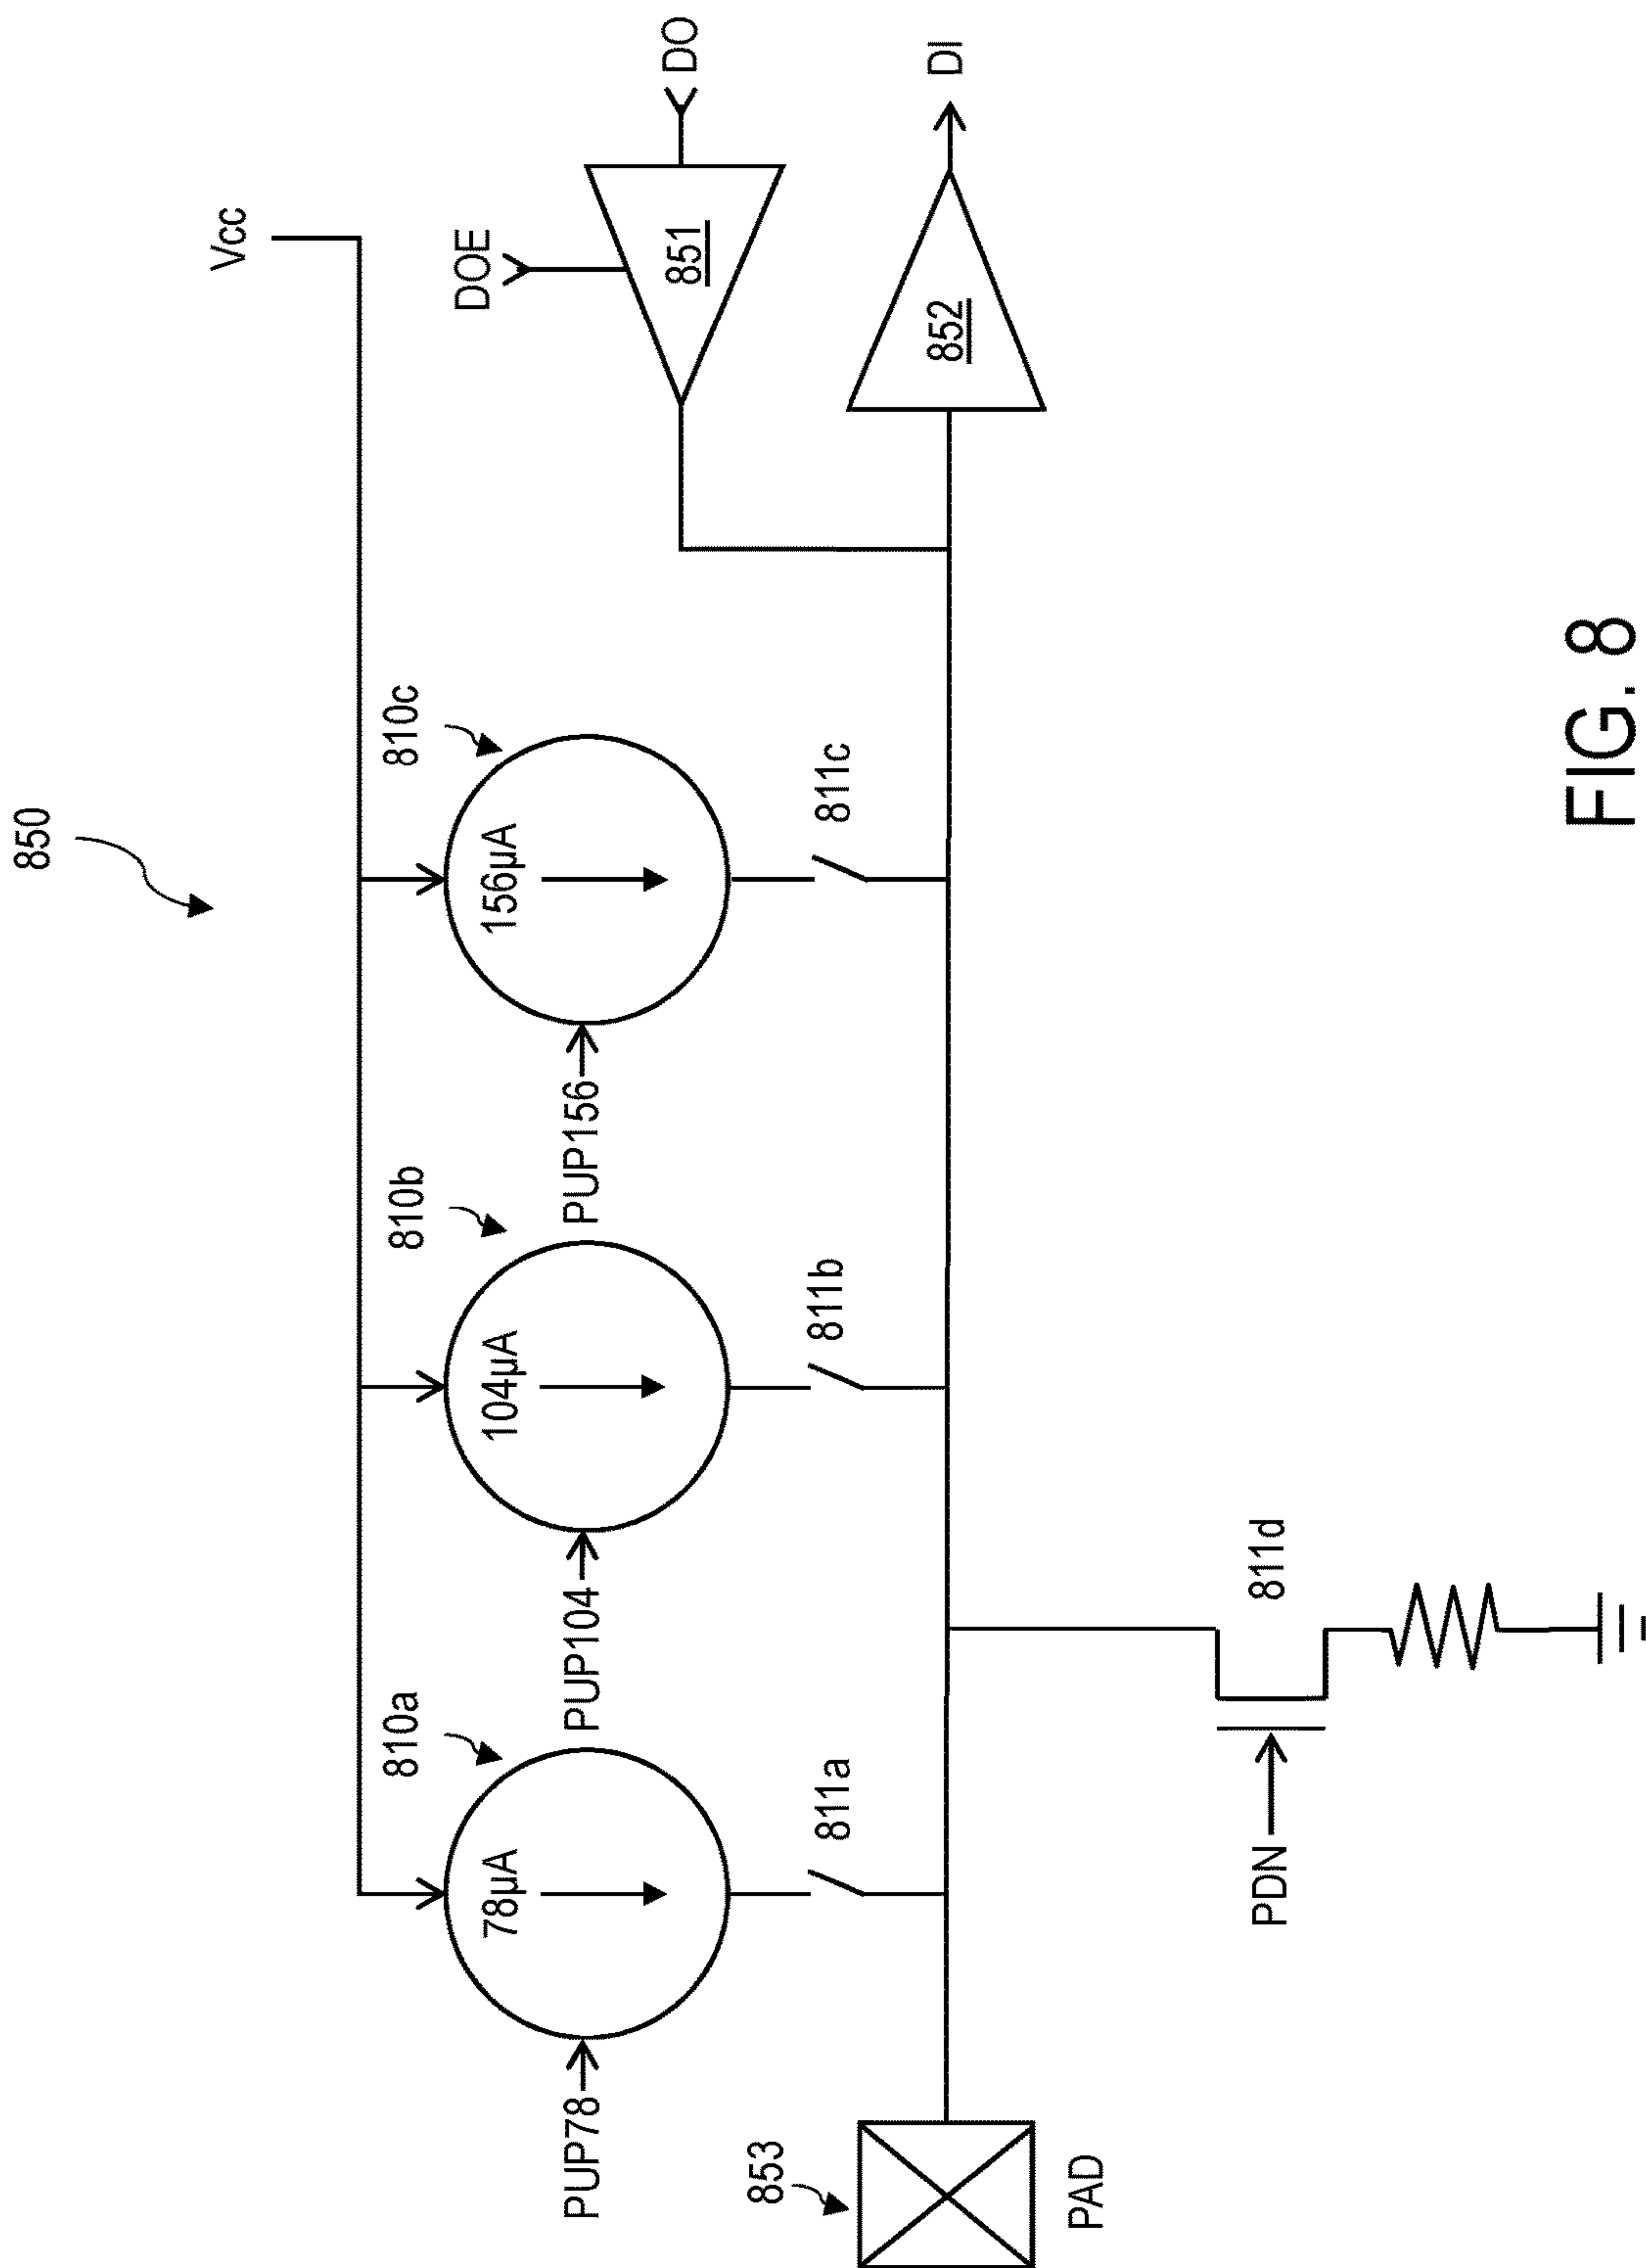 850
Vcc
810a
810b
810c
DOE
DO
PUP78
78µA
PUP104
104µA
PUP156
156µA
851
811a
811b
811c
853
852
DI
PAD
PDN
811d
FIG. 8